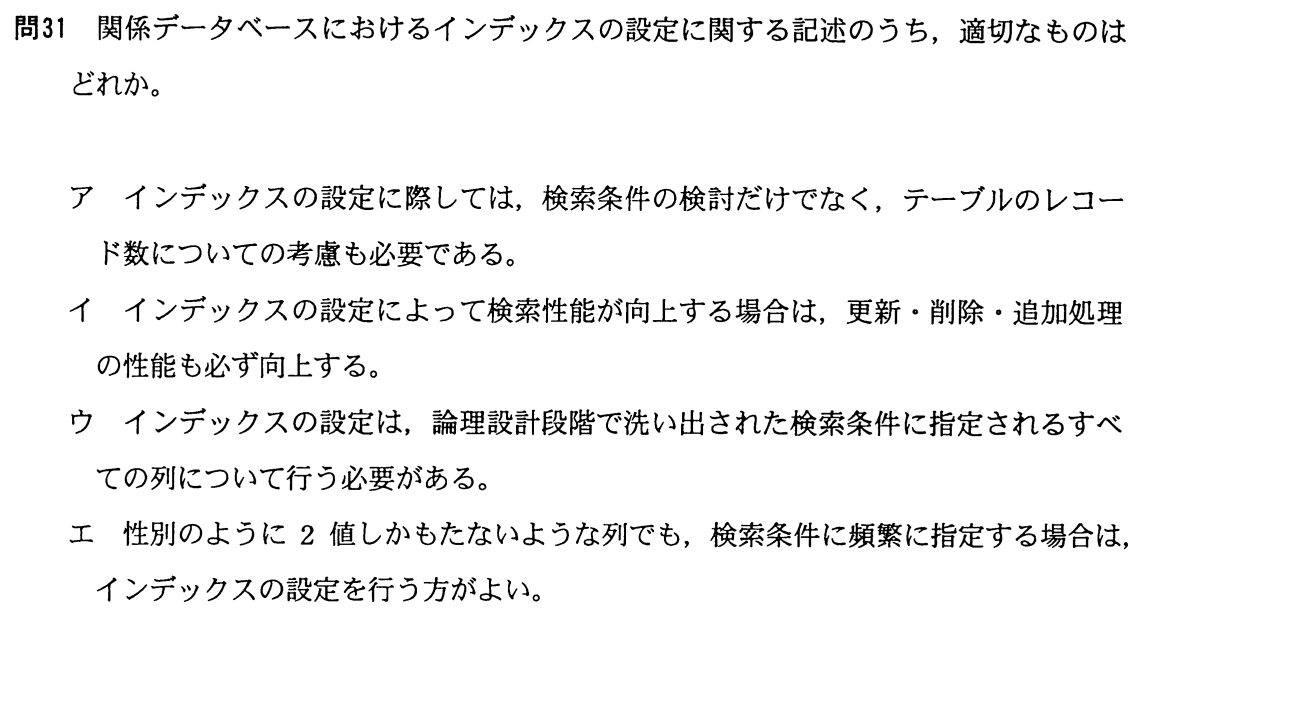 問31　関係データベースにおけるインデックスの設定に関する記述のうち，適切なものは
どれか。
ア　インデックスの設定に際しては，検索条件の検討だけでなく，テーブルのレコー
ド数についての考慮も必要である。
イ　インデックスの設定によって検索性能が向上する場合は，更新・削除・追加処理
の性能も必ず向上する。
ウ　インデックスの設定は，論理設計段階で洗い出された検索条件に指定されるすべ
ての列について行う必要がある。
エ　性別のように 2 値しかもたないような列でも，検索条件に頻繁に指定する場合は，
インデックスの設定を行う方がよい。